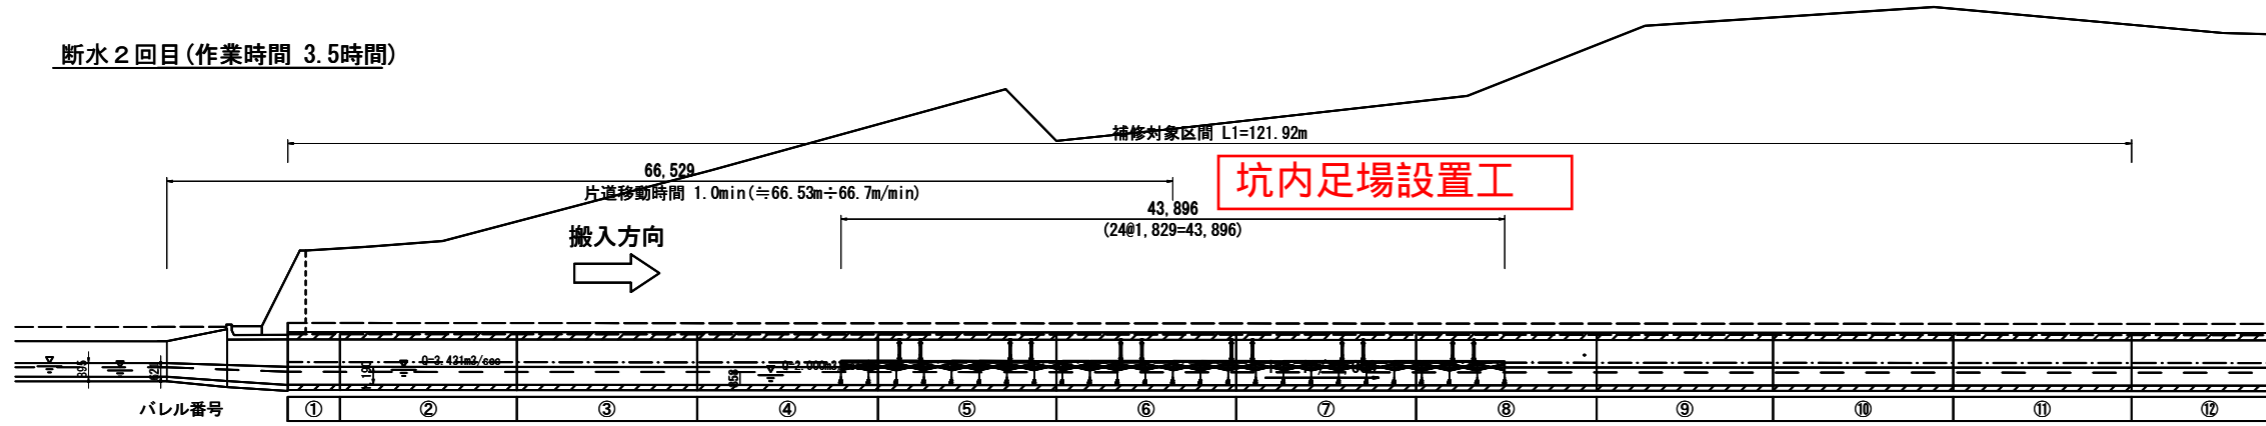 断水２回目(作業時間 3.5時間)
補修対象区間 L1=121.92m
66,529
片道移動時間 1.0min(≒66.53m÷66.7m/min)
坑内足場設置工
43,896
(24@1,829=43,896)
搬入方向
Q=3.431m3/sec
バレル番号
① ② ③ ④ ⑤ ⑥ ⑦ ⑧ ⑨ ⑩ ⑪ ⑫